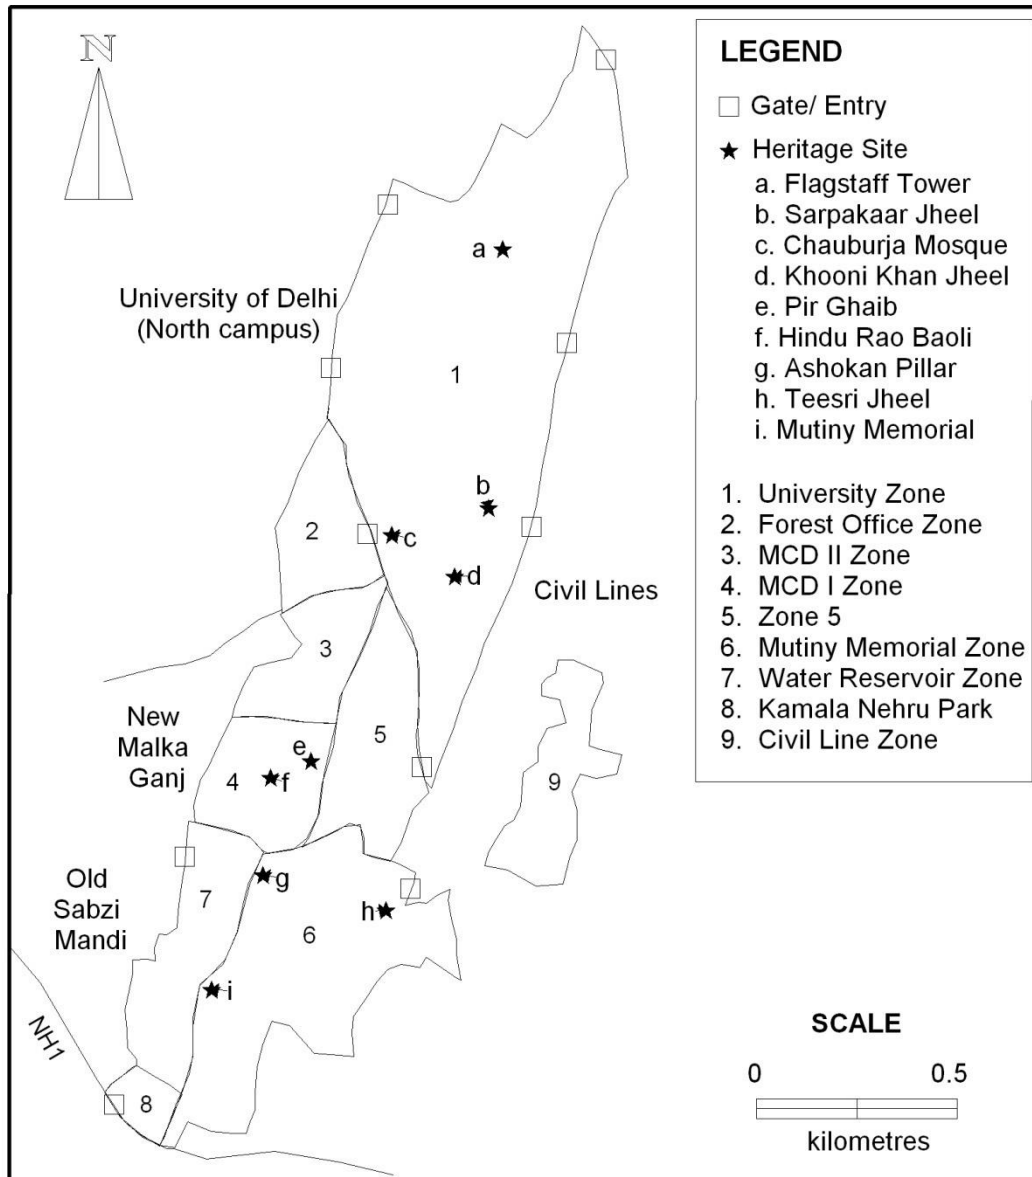 N
University of Delhi
(North campus)
a
1
b
2
c
d
Civil Lines
3
New
Malka
Ganj
e
5
4
f
9
Old
Sabzi
Mandi
g
7
h
6
i
NH1
8
LEGEND
Gate/ Entry
Heritage Site
a. Flagstaff Tower
b. Sarpakaar Jheel
c. Chauburja Mosque
d. Khooni Khan Jheel
e. Pir Ghaib
f. Hindu Rao Baoli
g. Ashokan Pillar
h. Teesri Jheel
i. Mutiny Memorial
1. University Zone
2. Forest Office Zone
3. MCD II Zone
4. MCD I Zone
5. Zone 5
6. Mutiny Memorial Zone
7. Water Reservoir Zone
8. Kamala Nehru Park
9. Civil Line Zone
SCALE
0 0.5
kilometres